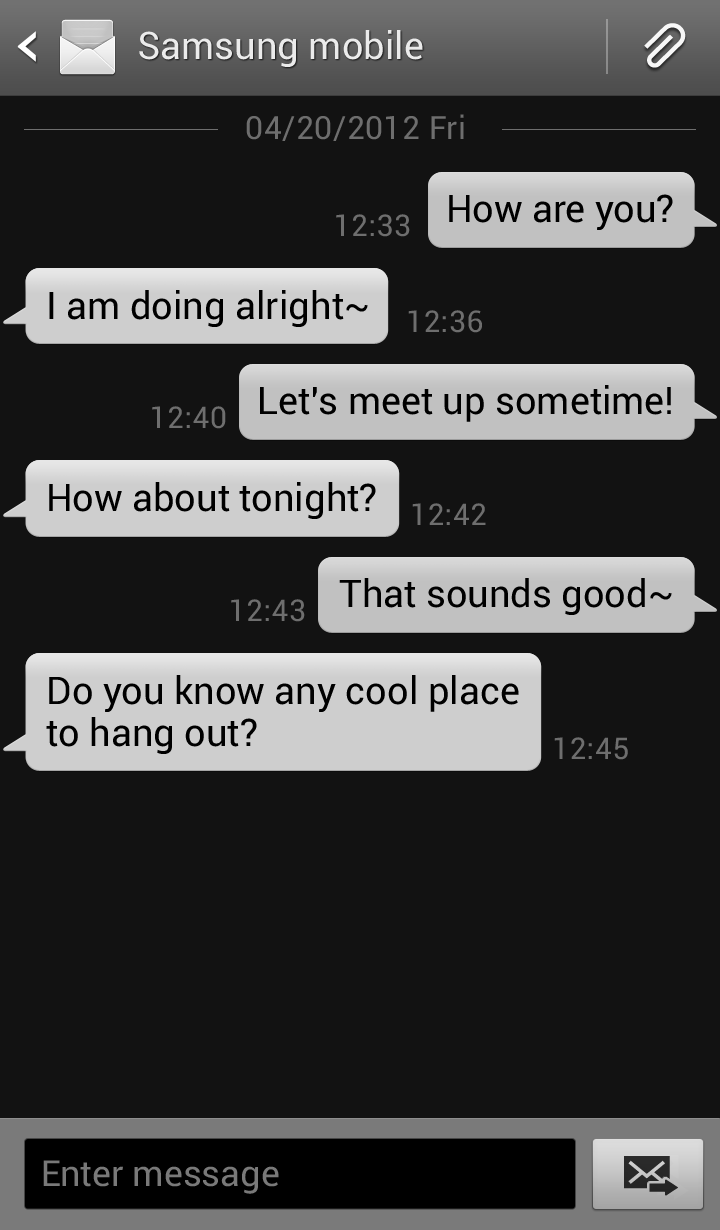 Samsung mobile
04/20/2012 Fri
12:33 How are you?
I am doing alright~ 12:36
12:40 Let's meet up sometime!
How about tonight? 12:42
12:43 That sounds good~
Do you know any cool place
to hang out? 12:45
Enter message